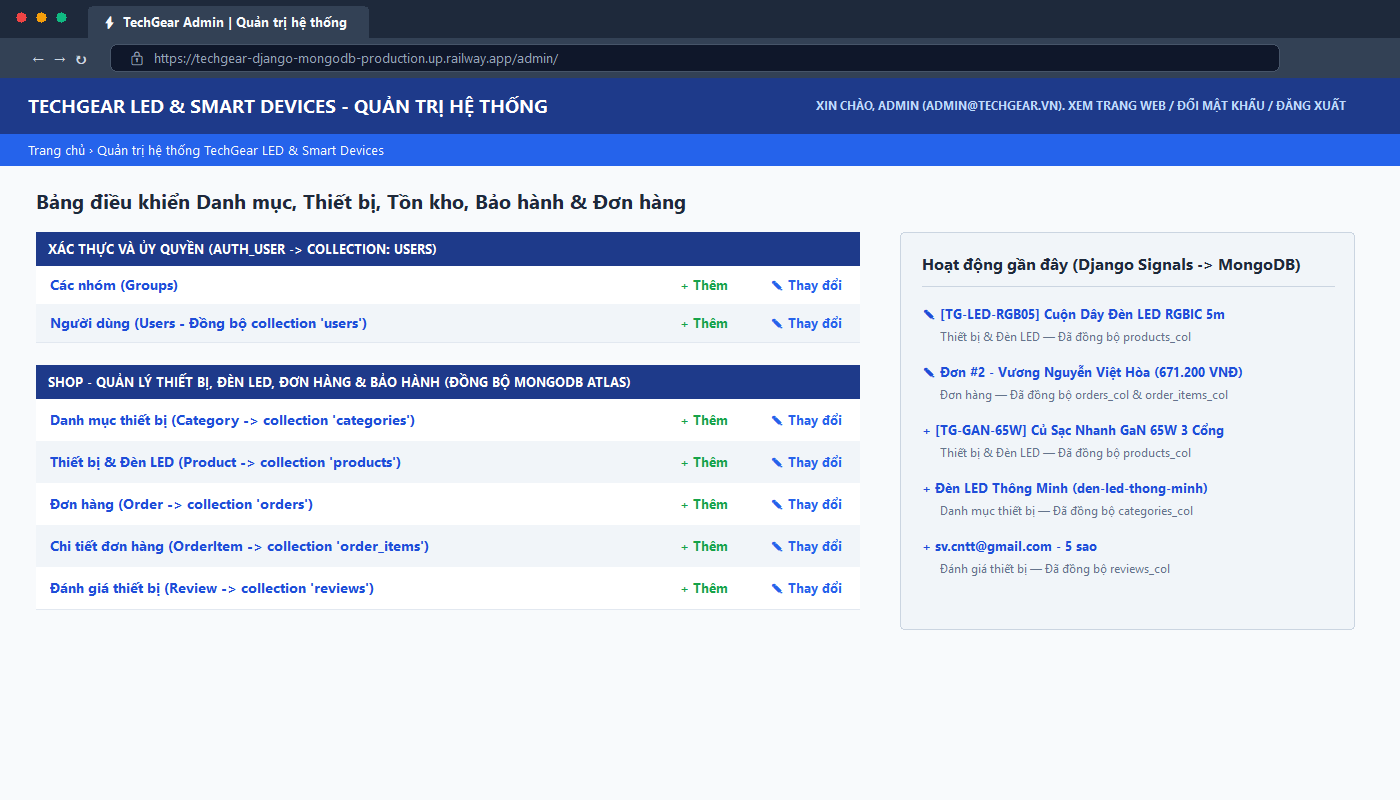 TechGear Admin | Quản trị hệ thống
https://techgear-django-mongodb-production.up.railway.app/admin/
TECHGEAR LED & SMART DEVICES - QUẢN TRỊ HỆ THỐNG
XIN CHÀO, ADMIN (ADMIN@TECHGEAR.VN). XEM TRANG WEB / ĐỔI MẬT KHẨU / ĐĂNG XUẤT
Trang chủ › Quản trị hệ thống TechGear LED & Smart Devices
Bảng điều khiển Danh mục, Thiết bị, Tồn kho, Bảo hành & Đơn hàng
XÁC THỰC VÀ ỦY QUYỀN (AUTH_USER -> COLLECTION: USERS)
Các nhóm (Groups) + Thêm Thay đổi
Người dùng (Users - Đồng bộ collection 'users') + Thêm Thay đổi
SHOP - QUẢN LÝ THIẾT BỊ, ĐÈN LED, ĐƠN HÀNG & BẢO HÀNH (ĐỒNG BỘ MONGODB ATLAS)
Danh mục thiết bị (Category -> collection 'categories') + Thêm Thay đổi
Thiết bị & Đèn LED (Product -> collection 'products') + Thêm Thay đổi
Đơn hàng (Order -> collection 'orders') + Thêm Thay đổi
Chi tiết đơn hàng (OrderItem -> collection 'order_items') + Thêm Thay đổi
Đánh giá thiết bị (Review -> collection 'reviews') + Thêm Thay đổi
Hoạt động gần đây (Django Signals -> MongoDB)
[TG-LED-RGB05] Cuộn Dây Đèn LED RGBIC 5m
Thiết bị & Đèn LED — Đã đồng bộ products_col
Đơn #2 - Vương Nguyễn Việt Hòa (671.200 VNĐ)
Đơn hàng — Đã đồng bộ orders_col & order_items_col
+ [TG-GAN-65W] Củ Sạc Nhanh GaN 65W 3 Cổng
Thiết bị & Đèn LED — Đã đồng bộ products_col
+ Đèn LED Thông Minh (den-led-thong-minh)
Danh mục thiết bị — Đã đồng bộ categories_col
+ sv.cntt@gmail.com - 5 sao
Đánh giá thiết bị — Đã đồng bộ reviews_col